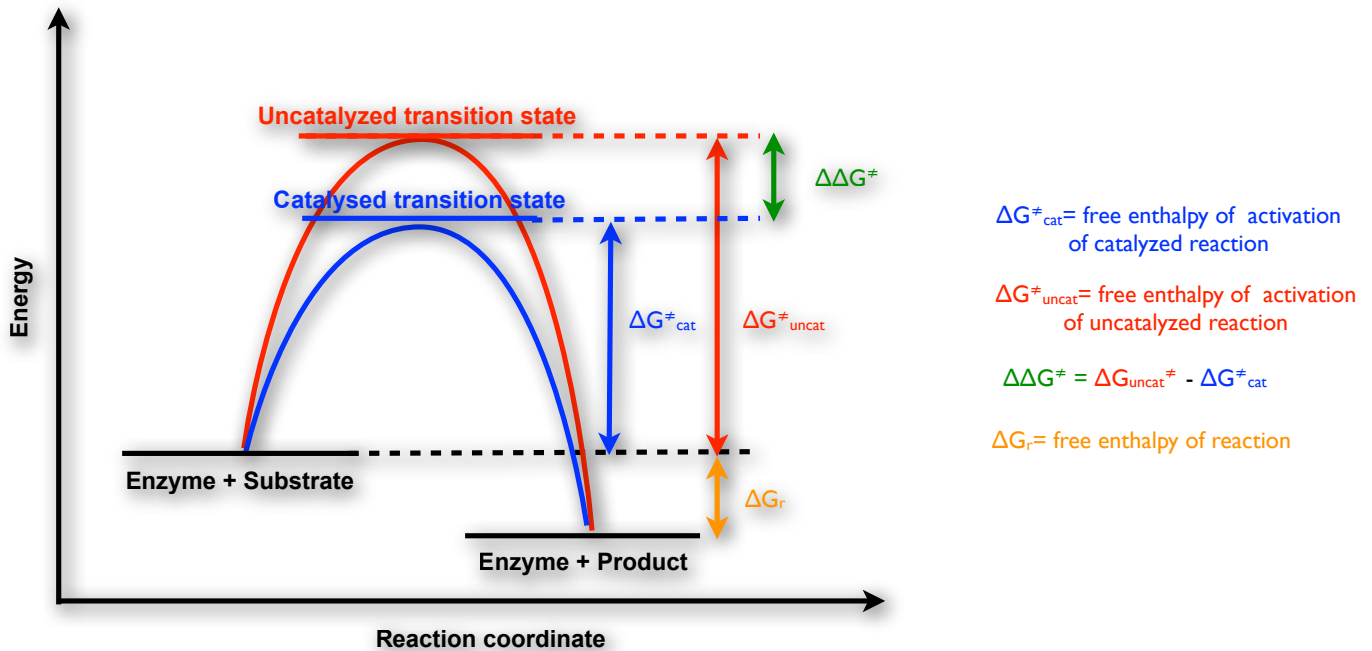 Uncatalyzed transition state
Catalysed transition state
ΔΔG≠
ΔG≠cat
ΔG≠uncat
Energy
Enzyme + Substrate
ΔGr
Enzyme + Product
Reaction coordinate
ΔG≠cat= free enthalpy of activation
of catalyzed reaction
ΔG≠uncat= free enthalpy of activation
of uncatalyzed reaction
ΔΔG≠ = ΔGuncat≠ - ΔG≠cat
ΔGr= free enthalpy of reaction